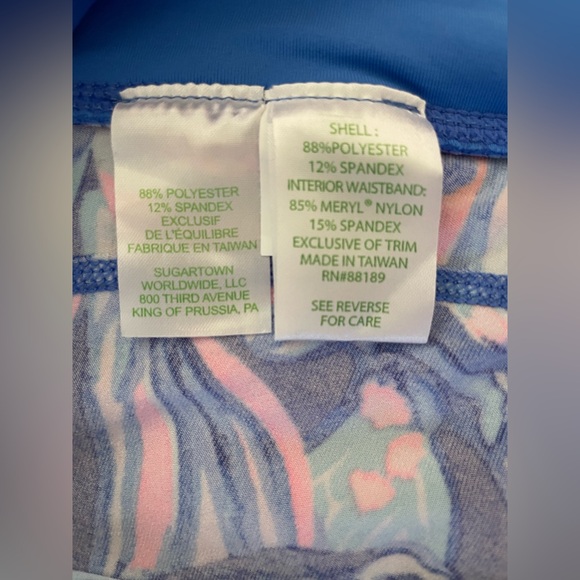 88% POLYESTER
12% SPANDEX
EXCLUSIF
DE L'ÉQUILIBRE
FABRIQUE EN TAIWAN
SUGARTOWN
WORLDWIDE, LLC
800 THIRD AVENUE
KING OF PRUSSIA, PA
SHELL :
88%POLYESTER
12% SPANDEX
INTERIOR WAISTBAND:
85% MERYL® NYLON
15% SPANDEX
EXCLUSIVE OF TRIM
MADE IN TAIWAN
RN#88189
SEE REVERSE
FOR CARE